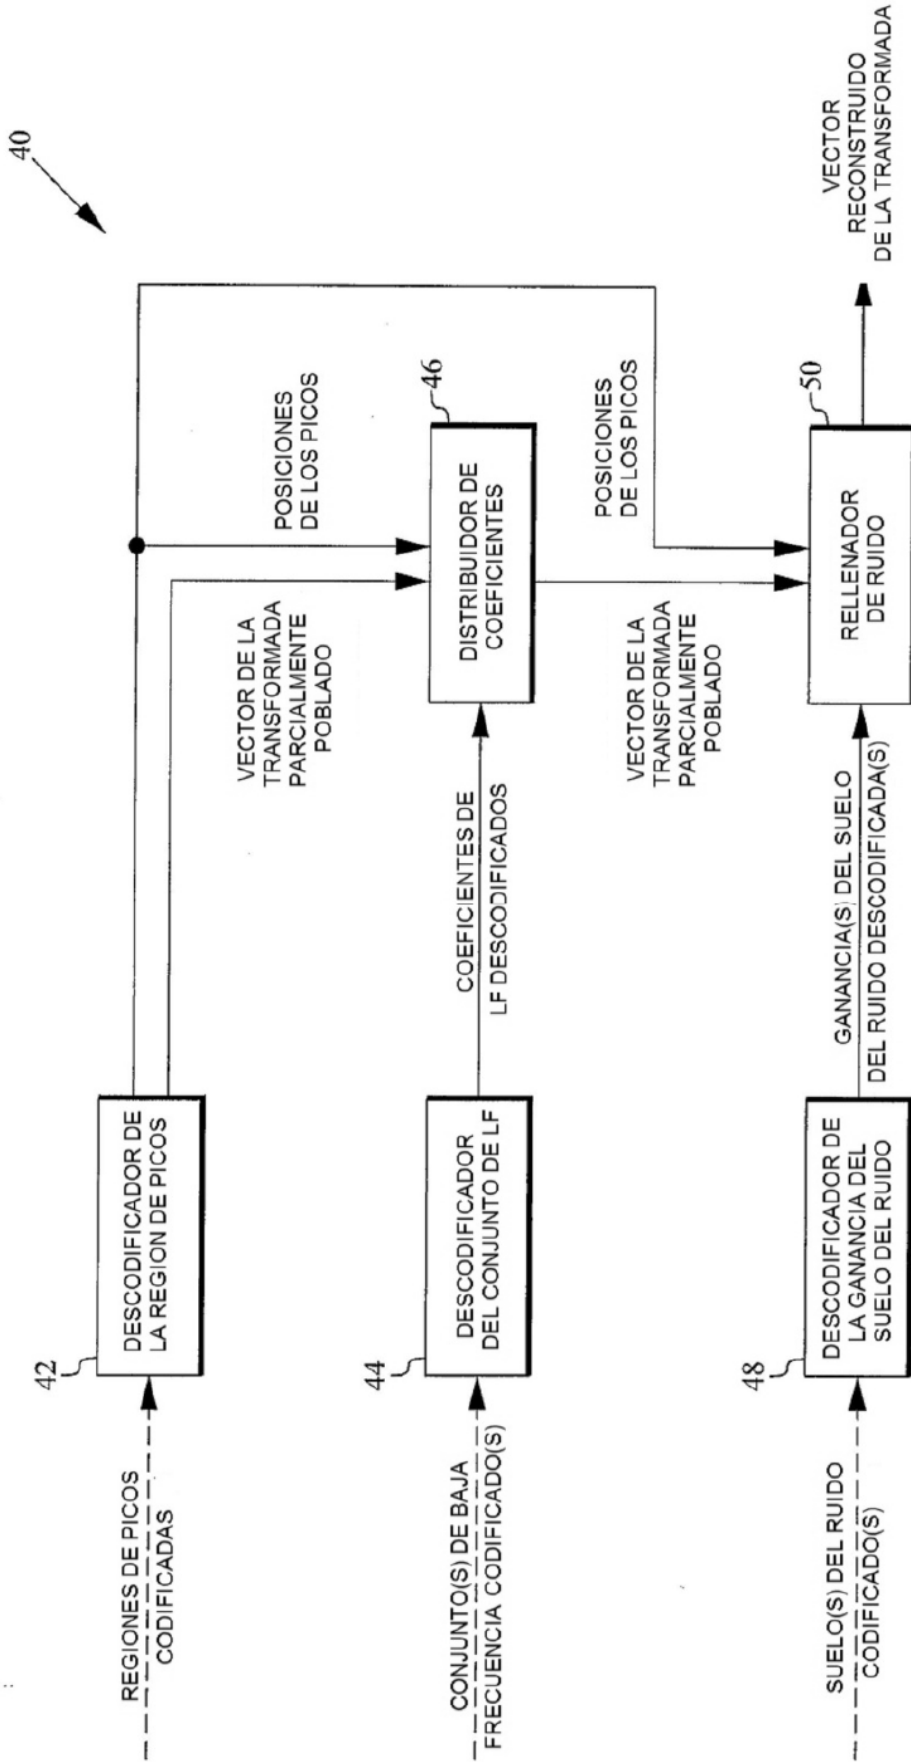 40
REGIONES DE PICOS
CODIFICADAS
42
DESCODIFICADOR DE
LA REGION DE PICOS
VECTOR DE LA
TRANSFORMADA
PARCIALMENTE
POBLADO
POSICIONES
DE LOS PICOS
CONJUNTO(S) DE BAJA
FRECUENCIA CODIFICADO(S)
44
DESCODIFICADOR
DEL CONJUNTO DE LF
COEFICIENTES DE
LF DESCODIFICADOS
46
DISTRIBUIDOR DE
COEFICIENTES
VECTOR DE LA
TRANSFORMADA
PARCIALMENTE
POBLADO
POSICIONES
DE LOS PICOS
SUELO(S) DEL RUIDO
CODIFICADO(S)
48
DESCODIFICADOR DE
LA GANANCIA DEL
SUELO DEL RUIDO
GANANCIA(S) DEL SUELO
DEL RUIDO DESCODIFICADA(S)
50
RELLENADOR
DE RUIDO
VECTOR
RECONSTRUIDO
DE LA TRANSFORMADA